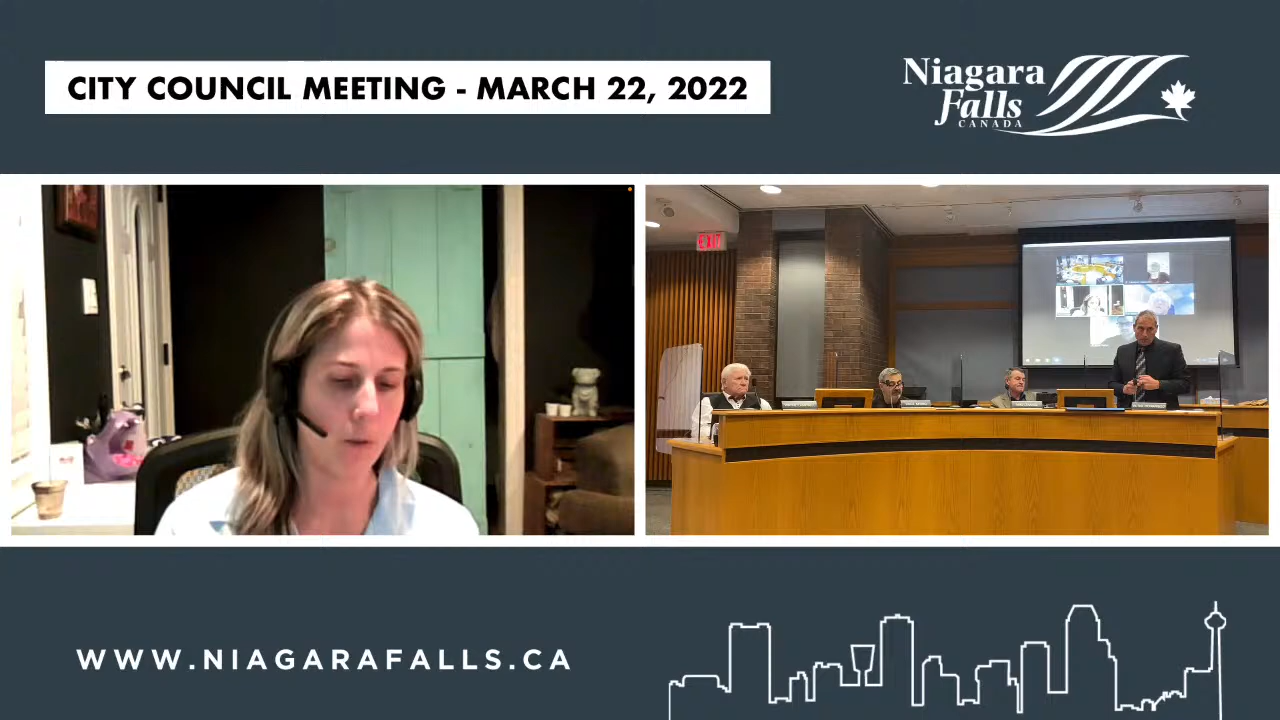 CITY COUNCIL MEETING - MARCH 22, 2022
Niagara
Falls
CANADA
EXIT
WWW.NIAGARAFALLS.CA